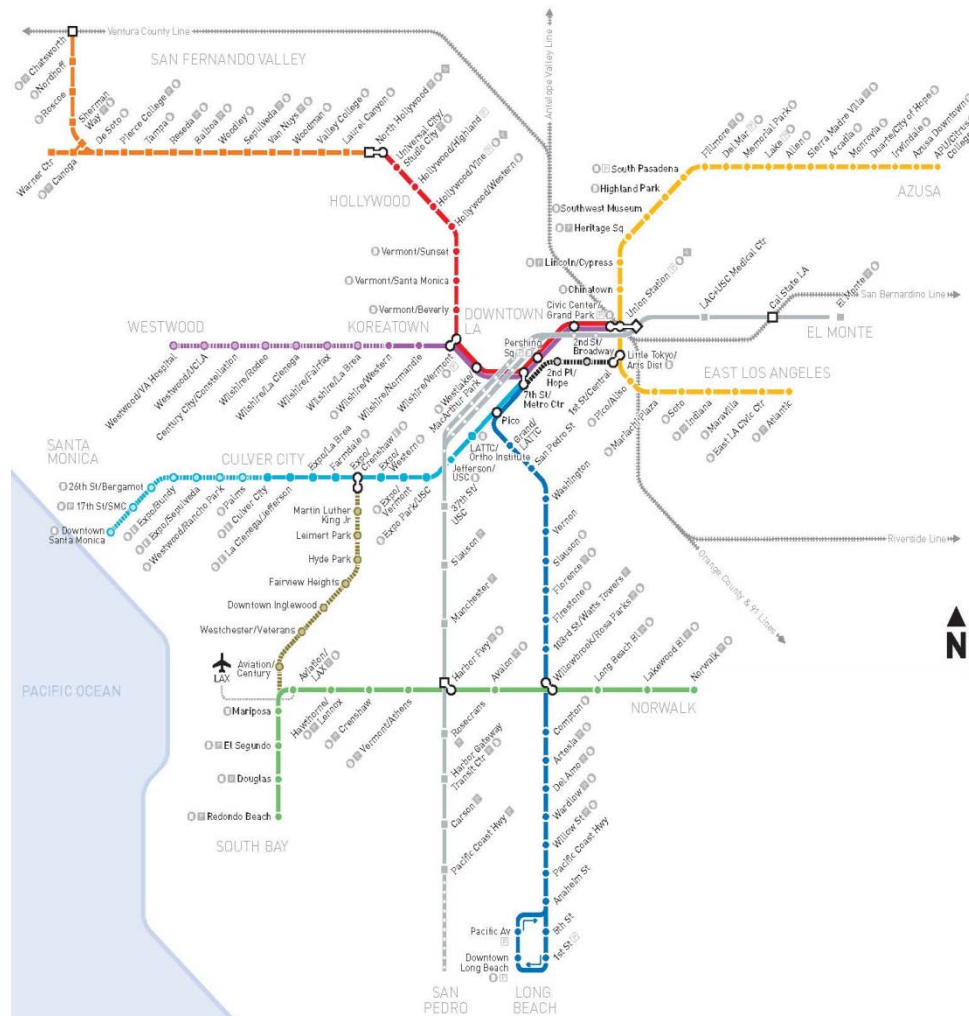 Ventura County Line
Antelope Valley Line
SAN FERNANDO VALLEY
Chatsworth
Nordhoff
Roscoe
Sherman
Way
Warner Ctr
Canoga
De Soto
Pierce College
Tampa
Reseda
Balboa
Woodley
Sepulveda
Van Nuys
Woodman
Valley College
Laurel Canyon
North Hollywood
Universal City/
Studio City
Hollywood/Highland
Hollywood/Vine
Hollywood/Western
HOLLYWOOD
Vermont/Sunset
Vermont/Santa Monica
Vermont/Beverly
Fillmore
Del Mar
Memorial Park
Lake
Allen
Sierra Madre Villa
Arcadia
Monrovia
Duarte/City of Hope
Irwindale
Azusa Downtown
APU/Citrus
College
AZUSA
South Pasadena
Highland Park
Southwest Museum
Heritage Sq
Lincoln/Cypress
Chinatown
Union Station
LAC+USC Medical Ctr
Cal State LA
El Monte
San Bernardino Line
EL MONTE
WESTWOOD
KOREATOWN
DOWNTOWN
LA
Civic Center/
Grand Park
Pershing
Sq
2nd St/
Broadway
2nd Pl/
Hope
7th St/
Metro Ctr
1st St/Central
Little Tokyo/
Arts Dist
EAST LOS ANGELES
Pico/Aliso
Mariachi Plaza
Soto
Indiana
Maravilla
East LA Civic Ctr
Atlantic
Westwood/VA Hospital
Westwood/UCLA
Century City/Constellation
Wilshire/Rodeo
Wilshire/La Cienega
Wilshire/Fairfax
Wilshire/La Brea
Wilshire/Western
Wilshire/Normandie
Wilshire/Vermont
Westlake/
MacArthur Park
Pico
Grand/
LATTC
San Pedro St
Washington
Vernon
Slauson
Florence
Firestone
103rd St/Watts Towers
Willowbrook/Rosa Parks
LATTC/
Ortho Institute
Jefferson/
USC
37th St/
USC
Slauson
Manchester
SANTA
MONICA
CULVER CITY
26th St/Bergamot
17th St/SMC
Downtown
Santa Monica
Expo/Bundy
Expo/Sepulveda
Westwood/Rancho Park
Palms
Culver City
La Cienega/Jefferson
Expo/La Brea
Farmdale
Expo/
Crenshaw
Expo/
Western
Expo/
Vermont
Expo Park/USC
Martin Luther
King Jr
Leimert Park
Hyde Park
Fairview Heights
Downtown Inglewood
Westchester/Veterans
Aviation/
Century
LAX
Aviation/
LAX
Riverside Line
Orange County & 91 Lines
N
PACIFIC OCEAN
Mariposa
El Segundo
Douglas
Redondo Beach
SOUTH BAY
Hawthorne/
Lennox
Crenshaw
Vermont/Athens
Harbor Fwy
Avalon
Long Beach Bl
Lakewood Bl
Norwalk
NORWALK
Rosecrans
Harbor Gateway
Transit Ctr
Carson
Pacific Coast Hwy
Compton
Artesia
Del Amo
Wardlow
Willow St
Pacific Coast Hwy
Anaheim St
5th St
1st St
Pacific Av
Downtown
Long Beach
SAN
PEDRO
LONG
BEACH